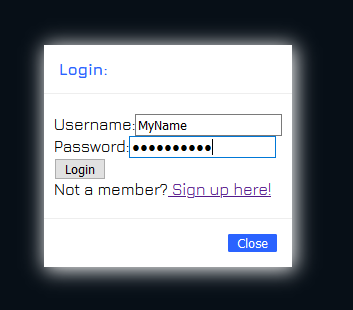 Login:
Username: MyName
Password: ●●●●●●●●●●
Login
Not a member? Sign up here!
Close